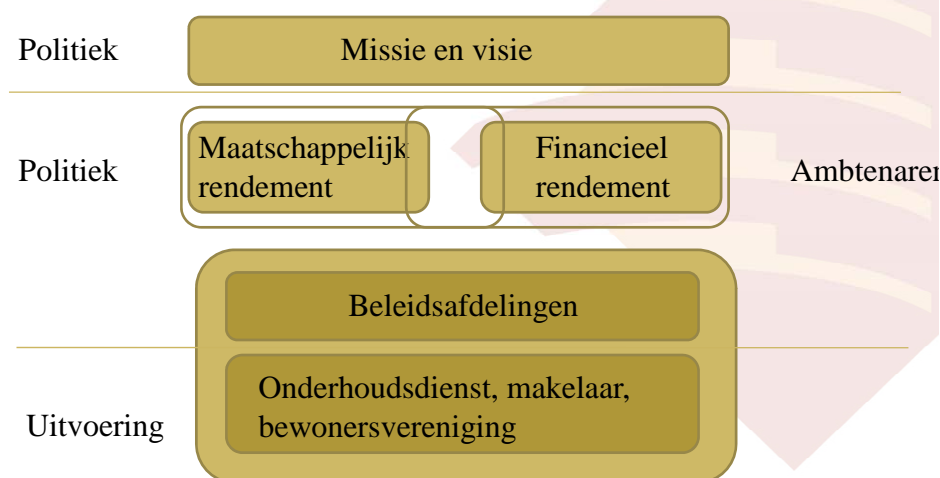 Politiek
Missie en visie
Politiek
Maatschappelijk
rendement
Financieel
rendement
Ambtenaren
Beleidsafdelingen
Onderhoudsdienst, makelaar,
bewonersvereniging
Uitvoering